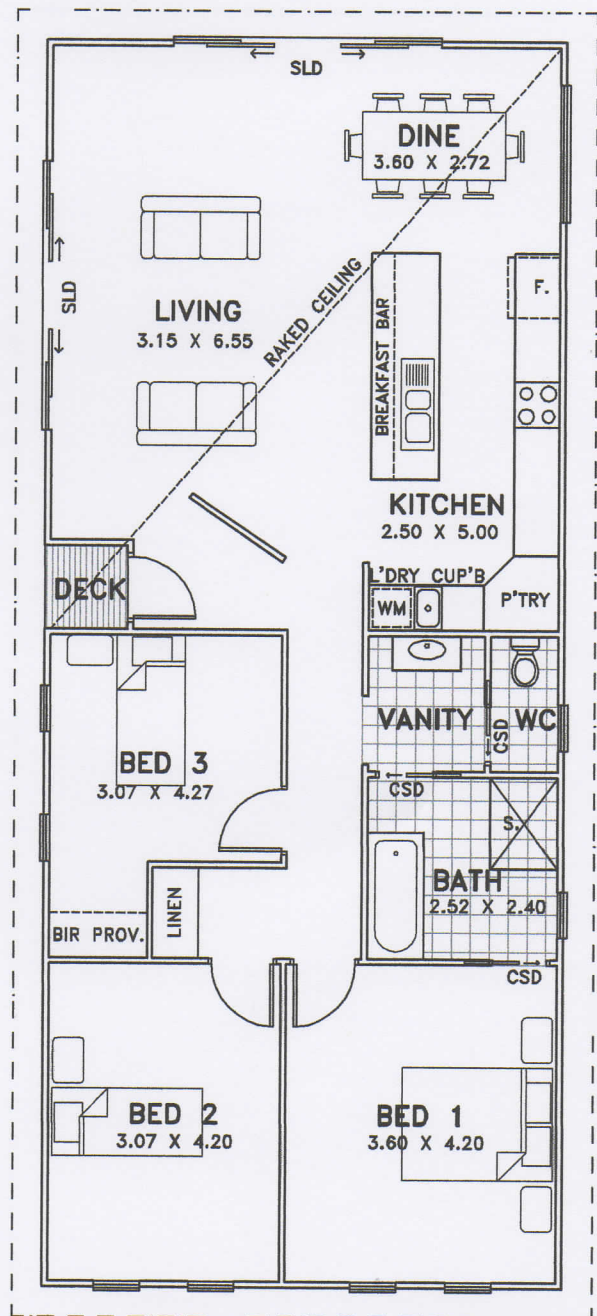 SLD
DINE
3.60 X 2.72
SLD
F.
LIVING
3.15 X 6.55
RAKED CEILING
BREAKFAST BAR
KITCHEN
2.50 X 5.00
L'DRY CUP'B
DECK
WM
P'TRY
VANITY
WC
CSD
BED 3
3.07 X 4.27
CSD
S.
BATH
2.52 X 2.40
LINEN
BIR PROV.
CSD
BED 2
3.07 X 4.20
BED 1
3.60 X 4.20